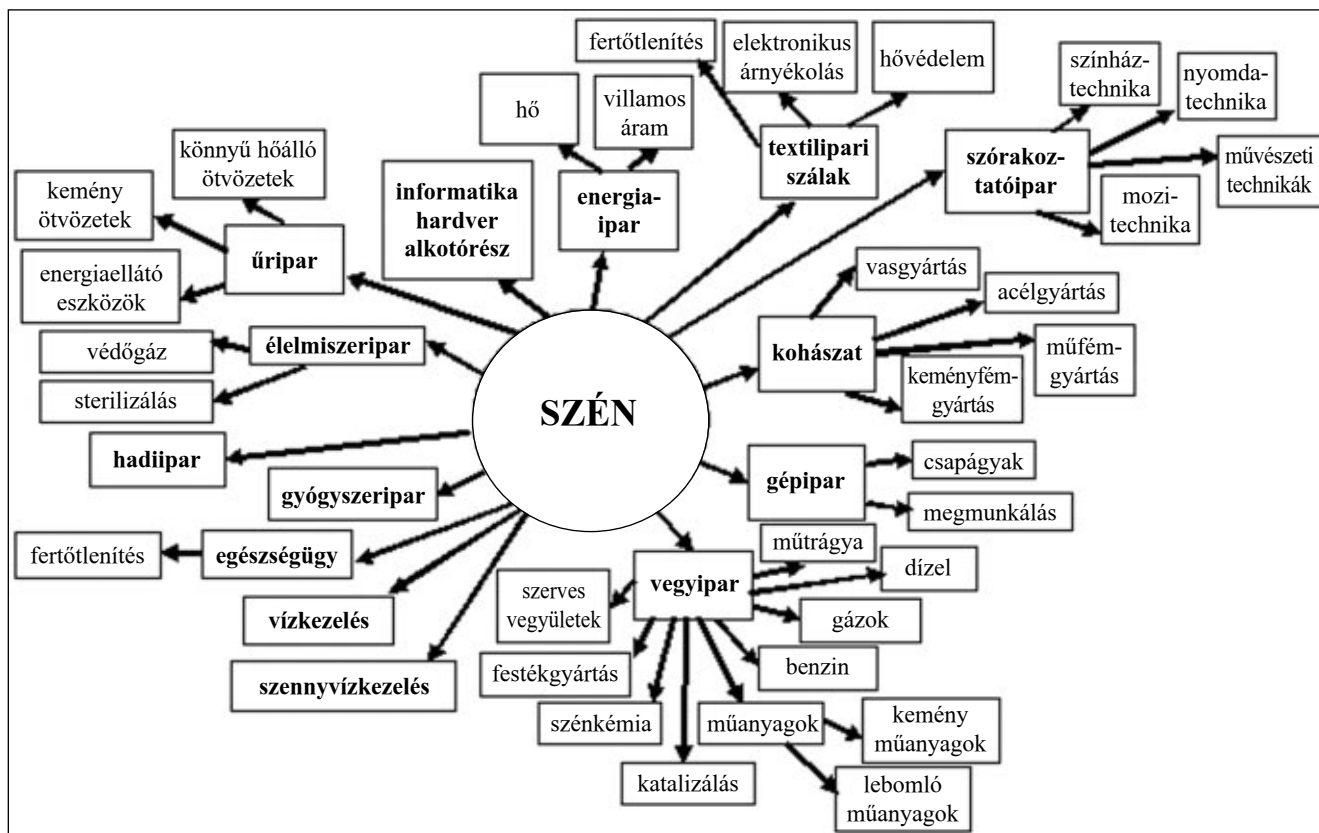 fertőtlenítés
elektronikus
árnyékolás
hővédelem
színház-
technika
nyomda-
technika
hő
villamos
áram
könnyű hőálló
ötvözetek
textilipari
szálak
szórakoz-
tatóipar
művészeti
technikák
mozi-
technika
kemény
ötvözetek
informatika
hardver
alkotórész
energia-
ipar
űripar
energiaellátó
eszközök
vasgyártás
acélgyártás
védőgáz
élelmiszeripar
kohászat
műfém-
gyártás
keményfém-
gyártás
sterilizálás
SZÉN
hadiipar
gyógyszeripar
gépipar
csapágyak
megmunkálás
fertőtlenítés
egészségügy
műtrágya
dízel
szerves
vegyületek
vegyipar
vízkezelés
gázok
szennyvízkezelés
festékgyártás
benzin
szénkémia
műanyagok
kemény
műanyagok
katalizálás
lebomló
műanyagok